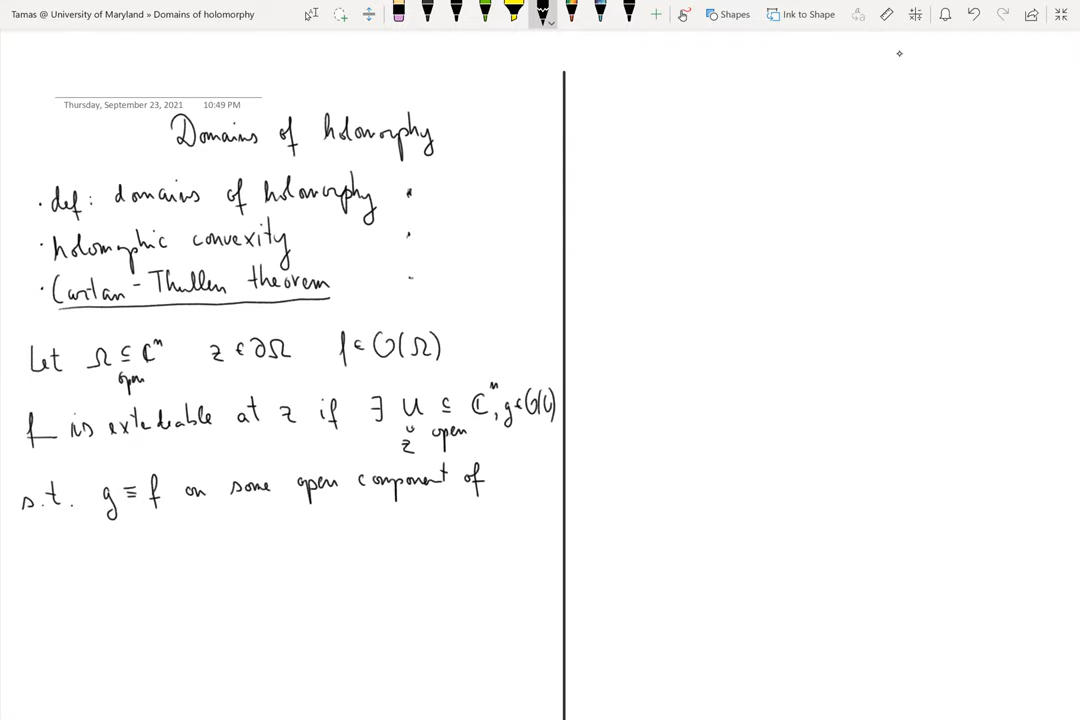 Tamas @ University of Maryland » Domains of holomorphy
Shapes
Ink to Shape
Thursday, September 23, 2021 10:49 PM
Domains of holomorphy
· def: domains of holomorphy
· holomorphic convexity
· Cartan - Thullen theorem
Let Ω ⊆ ℂⁿ z ∈ ∂Ω f ∈ O(Ω)
open
f is extedeable at z if ∃ U ⊆ ℂⁿ, g ∈ O(U)
∪ open
z
s.t. g ≡ f on some open component of